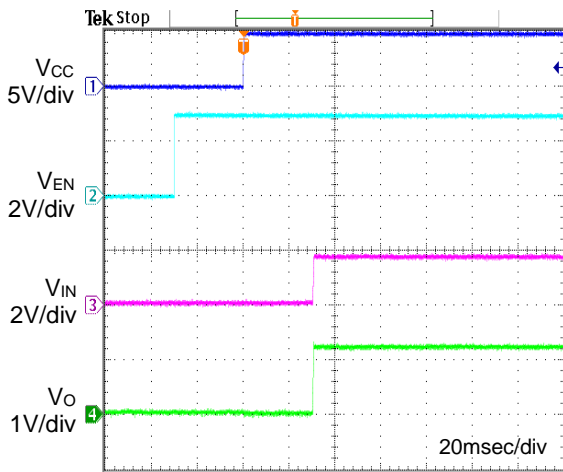 Tek Stop
T
T
VCC
5V/div
1
VEN
2V/div
2
VIN
2V/div
3
VO
1V/div
4
20msec/div